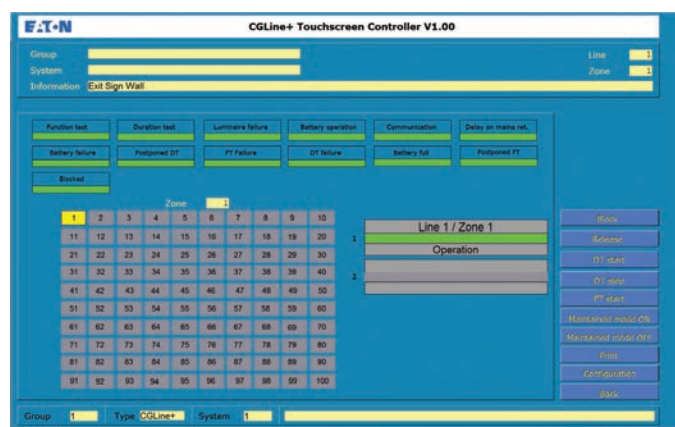 EATON CGLine+ Touchscreen Controller V1.00
Group Line 1
System Zone 1
Information Exit Sign Wall
Function test Duration test Luminaire failure Battery operation Communication Delay on mains ret.
Battery failure Postponed DT FT Failure DT failure Battery full Postponed FT
Blocked
Zone 1
1 2 3 4 5 6 7 8 9 10
11 12 13 14 15 16 17 18 19 20
21 22 23 24 25 26 27 28 29 30
31 32 33 34 35 36 37 38 39 40
41 42 43 44 45 46 47 48 49 50
51 52 53 54 55 56 57 58 59 60
61 62 63 64 65 66 67 68 69 70
71 72 73 74 75 76 77 78 79 80
81 82 83 84 85 86 87 88 89 90
91 92 93 94 95 96 97 98 99 100
Line 1 / Zone 1
1
Operation
2
Block
Release
DT start
DT stop
FT start
Maintained mode ON
Maintained mode OFF
Print
Configuration
Back
Group 1 Type CGLine+ System 1